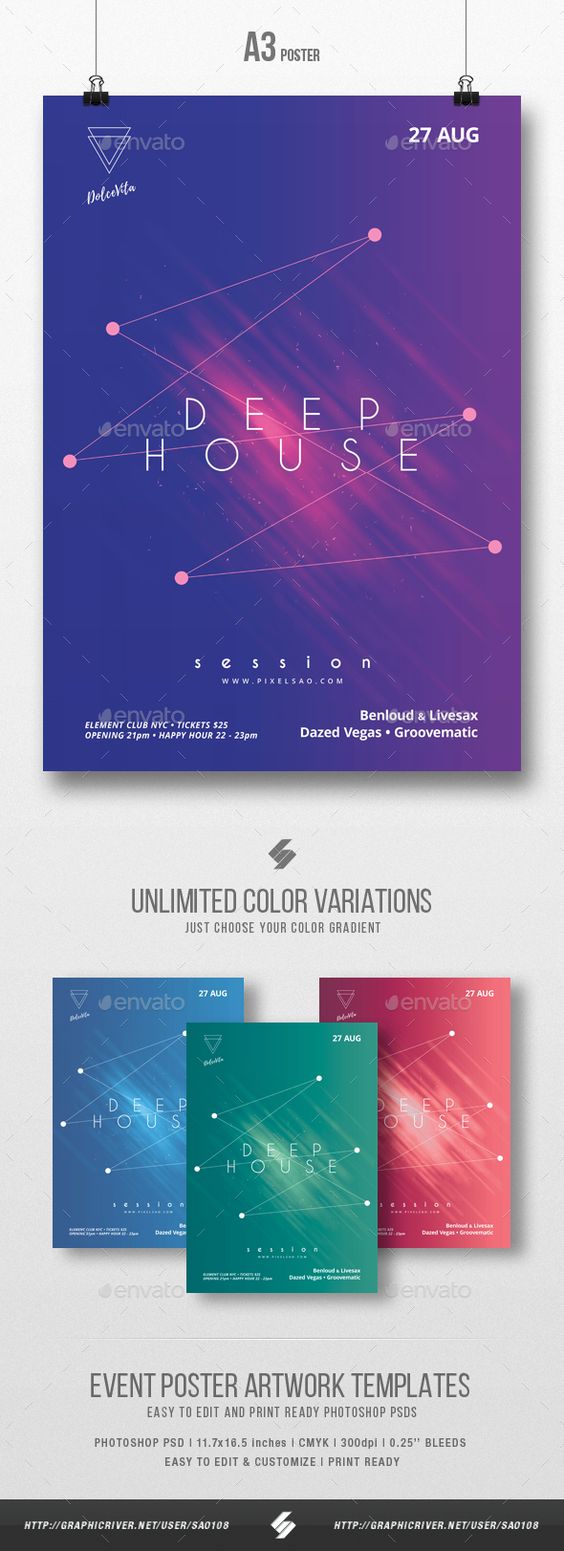 A3 POSTER
DolceVita
27 AUG
envato
envato
DEEP
HOUSE
envato
envato
session
WWW.PIXELSAO.COM
ELEMENT CLUB NYC • TICKETS $25
OPENING 21pm • HAPPY HOUR 22 - 23pm
Benloud & Livesax
Dazed Vegas • Groovematic
envato
envato
UNLIMITED COLOR VARIATIONS
JUST CHOOSE YOUR COLOR GRADIENT
DolceVita
27 AUG
envato
DEEP
HOUSE
session
WWW.PIXELSAO.COM
ELEMENT CLUB NYC • TICKETS $25
OPENING 21pm • HAPPY HOUR 22 - 23pm
Be
Dazed
DolceVita
27 AUG
DEEP
HOUSE
session
WWW.PIXELSAO.COM
ELEMENT CLUB NYC • TICKETS $25
OPENING 21pm • HAPPY HOUR 22 - 23pm
Benloud & Livesax
Dazed Vegas • Groovematic
DolceVita
27 AUG
envato
DEEP
HOUSE
session
Benloud & Livesax
Dazed Vegas • Groovematic
envato
envato
EVENT POSTER ARTWORK TEMPLATES
EASY TO EDIT AND PRINT READY PHOTOSHOP PSDS
PHOTOSHOP PSD | 11.7x16.5 inches | CMYK | 300dpi | 0.25'' BLEEDS
EASY TO EDIT & CUSTOMIZE | PRINT READY
HTTP://GRAPHICRIVER.NET/USER/SAO108
HTTP://GRAPHICRIVER.NET/USER/SAO108